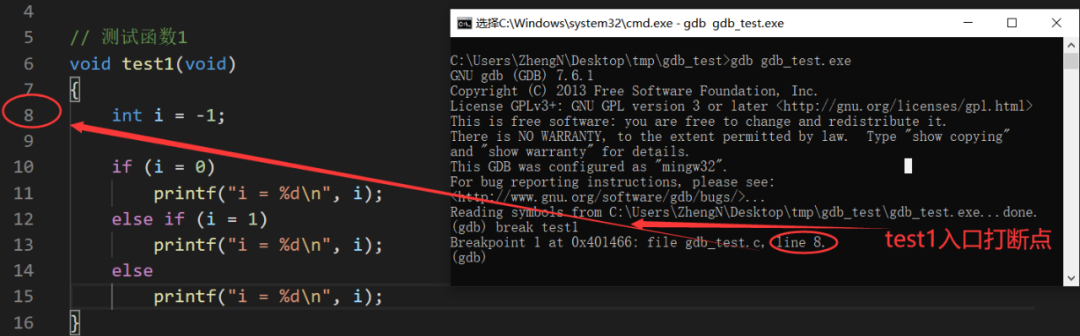 4
5 // 测试函数1
6 void test1(void)
7 {
8 int i = -1;
9
10 if (i = 0)
11 printf("i = %d\n", i);
12 else if (i = 1)
13 printf("i = %d\n", i);
14 else
15 printf("i = %d\n", i);
16 }
选择C:\Windows\system32\cmd.exe - gdb gdb_test.exe
C:\Users\ZhengN\Desktop\tmp\gdb_test>gdb gdb_test.exe
GNU gdb (GDB) 7.6.1
Copyright (C) 2013 Free Software Foundation, Inc.
License GPLv3+: GNU GPL version 3 or later <http://gnu.org/licenses/gpl.html>
This is free software: you are free to change and redistribute it.
There is NO WARRANTY, to the extent permitted by law.  Type "show copying"
and "show warranty" for details.
This GDB was configured as "mingw32".
For bug reporting instructions, please see:
<http://www.gnu.org/software/gdb/bugs/>...
Reading symbols from C:\Users\ZhengN\Desktop\tmp\gdb_test\gdb_test.exe...done.
(gdb) break test1
Breakpoint 1 at 0x401466: file gdb_test.c, line 8.
(gdb)
test1入口打断点